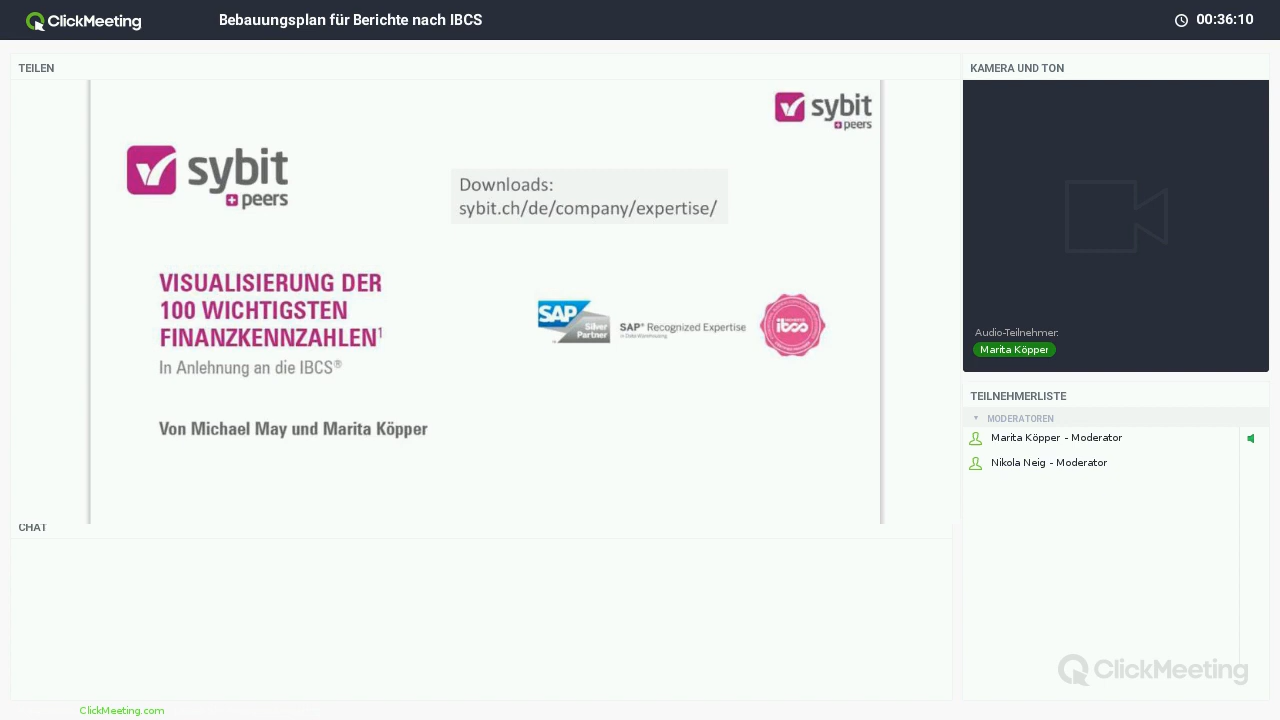 ClickMeeting
Bebauungsplan für Berichte nach IBCS
00:36:10
TEILEN
sybit
peers
sybit
peers
Downloads:
sybit.ch/de/company/expertise/
VISUALISIERUNG DER
100 WICHTIGSTEN
FINANZKENNZAHLEN¹
In Anlehnung an die IBCS®
Von Michael May und Marita Köpper
SAP
Silver
Partner
SAP® Recognized Expertise
in Data Warehousing
ibcs
CHAT
KAMERA UND TON
Audio-Teilnehmer:
Marita Köpper
TEILNEHMERLISTE
MODERATOREN
Marita Köpper - Moderator
Nikola Neig - Moderator
ClickMeeting
ClickMeeting.com